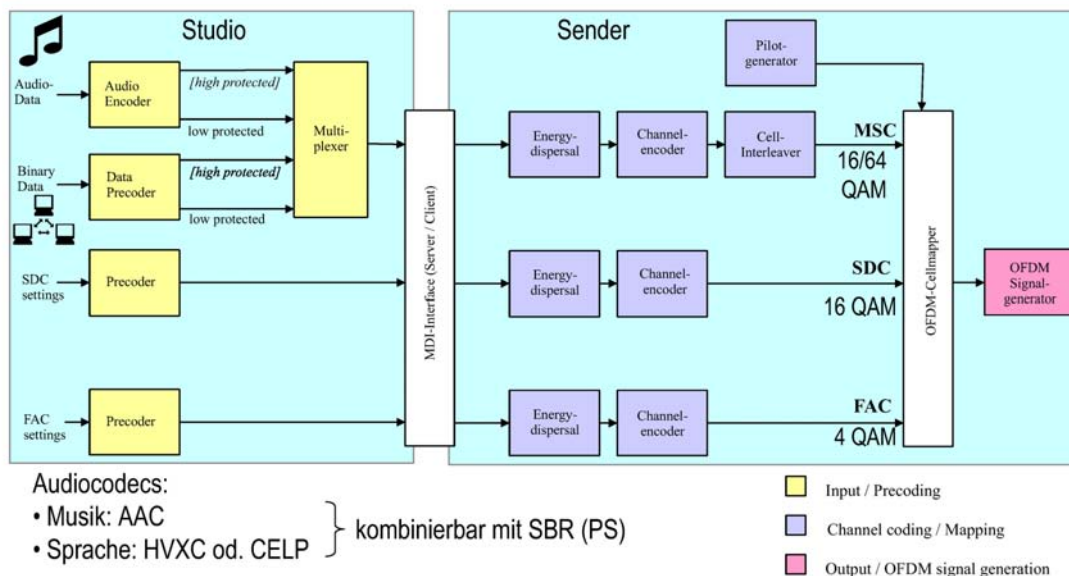 Studio
Sender
Pilot-
generator
Audio-
Data
Audio
Encoder
[high protected]
low protected
Multi-
plexer
Binary
Data
Data
Precoder
[high protected]
low protected
MDI-Interface (Server / Client)
Energy-
dispersal
Channel-
encoder
Cell-
Interleaver
MSC
16/64
QAM
OFDM-Cellmapper
SDC
settings
Precoder
Energy-
dispersal
Channel-
encoder
SDC
16 QAM
OFDM
Signal-
generator
FAC
settings
Precoder
Energy-
dispersal
Channel-
encoder
FAC
4 QAM
Audiocodecs:
• Musik: AAC
• Sprache: HVXC od. CELP
kombinierbar mit SBR (PS)
Input / Precoding
Channel coding / Mapping
Output / OFDM signal generation